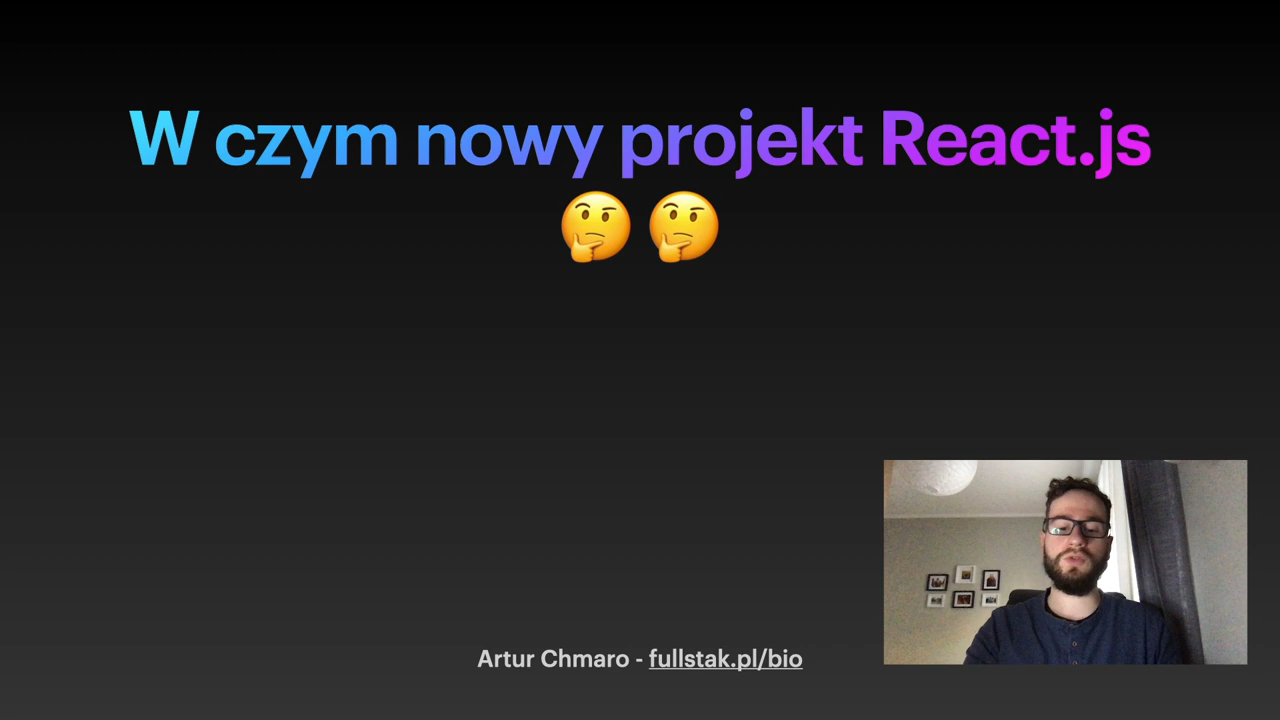 W czym nowy projekt React.js
🤔 🤔
Artur Chmaro - fullstak.pl/bio